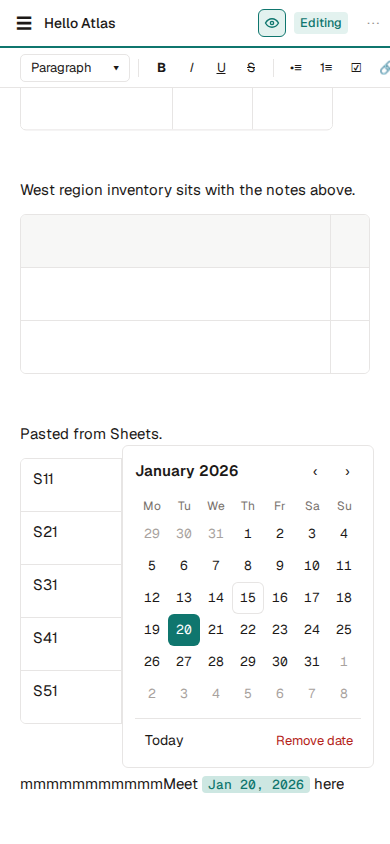 ☰ Hello Atlas Editing ···
Paragraph ▾ B I U S •≡ 1≡ ☑
West region inventory sits with the notes above.
Pasted from Sheets.
S11
S21
S31
S41
S51
January 2026 ‹ ›
Mo Tu We Th Fr Sa Su
29 30 31 1 2 3 4
5 6 7 8 9 10 11
12 13 14 15 16 17 18
19 20 21 22 23 24 25
26 27 28 29 30 31 1
2 3 4 5 6 7 8
Today Remove date
mmmmmmmmmmmMeet Jan 20, 2026 here